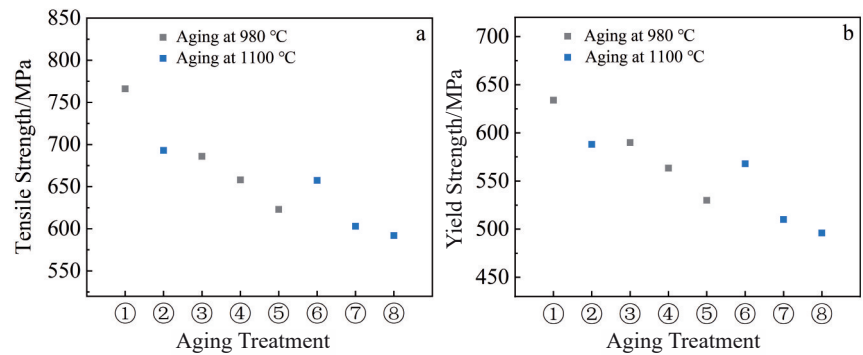 Tensile Strength/MPa
850
800
750
700
650
600
550
Aging at 980 ℃
Aging at 1100 ℃
a
① ② ③ ④ ⑤ ⑥ ⑦ ⑧
Aging Treatment
Yield Strength/MPa
700
650
600
550
500
450
Aging at 980 ℃
Aging at 1100 ℃
b
① ② ③ ④ ⑤ ⑥ ⑦ ⑧
Aging Treatment